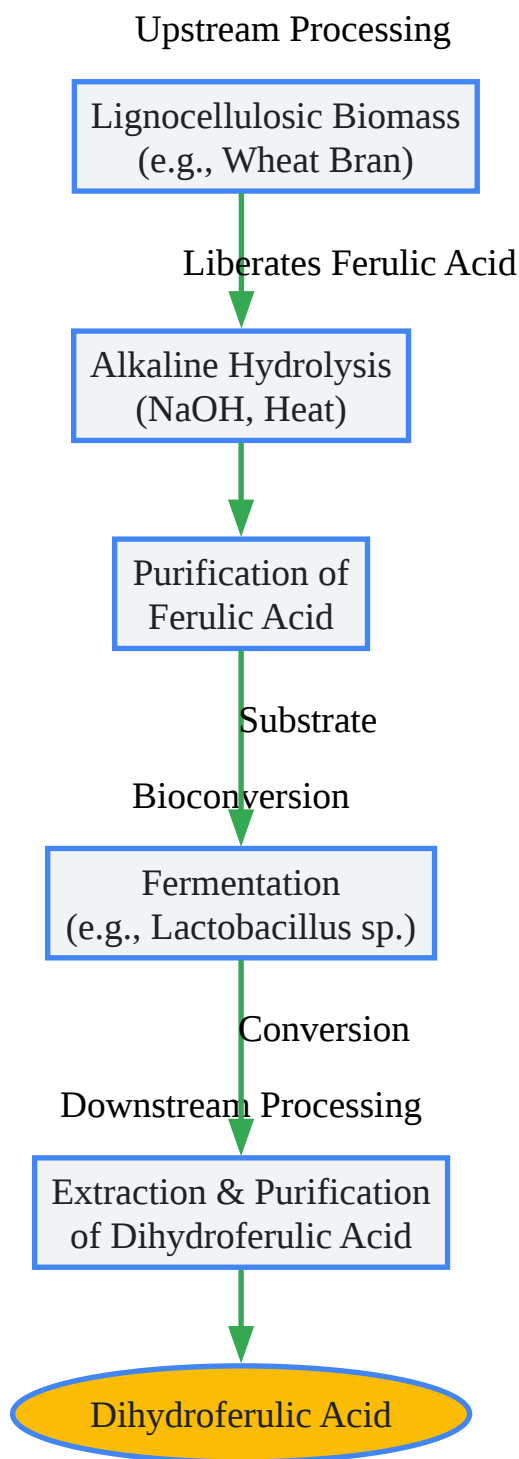 Upstream Processing
Lignocellulosic Biomass
(e.g., Wheat Bran)
Liberates Ferulic Acid
Alkaline Hydrolysis
(NaOH, Heat)
Purification of
Ferulic Acid
Substrate
Bioconversion
Fermentation
(e.g., Lactobacillus sp.)
Conversion
Downstream Processing
Extraction & Purification
of Dihydroferulic Acid
Dihydroferulic Acid